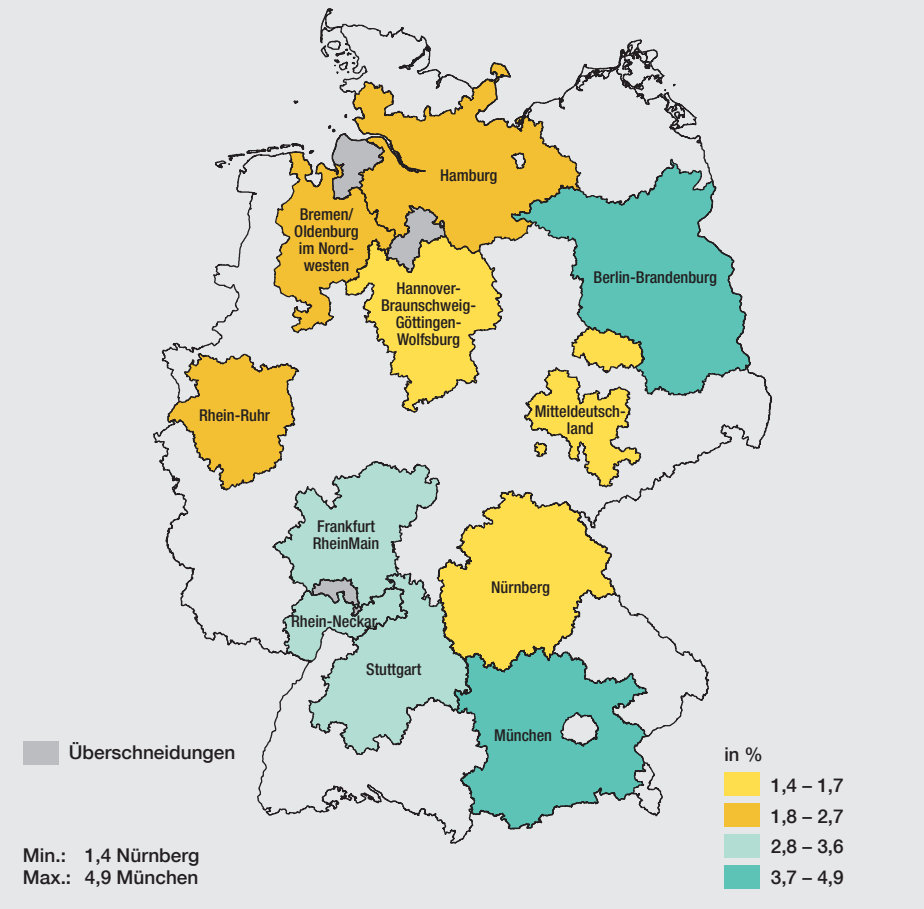 Hamburg
Bremen/
Oldenburg
im Nord-
westen
Berlin-Brandenburg
Hannover-
Braunschweig-
Göttingen-
Wolfsburg
Rhein-Ruhr
Mitteldeutsch-
land
Frankfurt
RheinMain
Nürnberg
Rhein-Neckar
Stuttgart
München
Überschneidungen
in %
1,4 – 1,7
1,8 – 2,7
2,8 – 3,6
3,7 – 4,9
Min.: 1,4 Nürnberg
Max.: 4,9 München